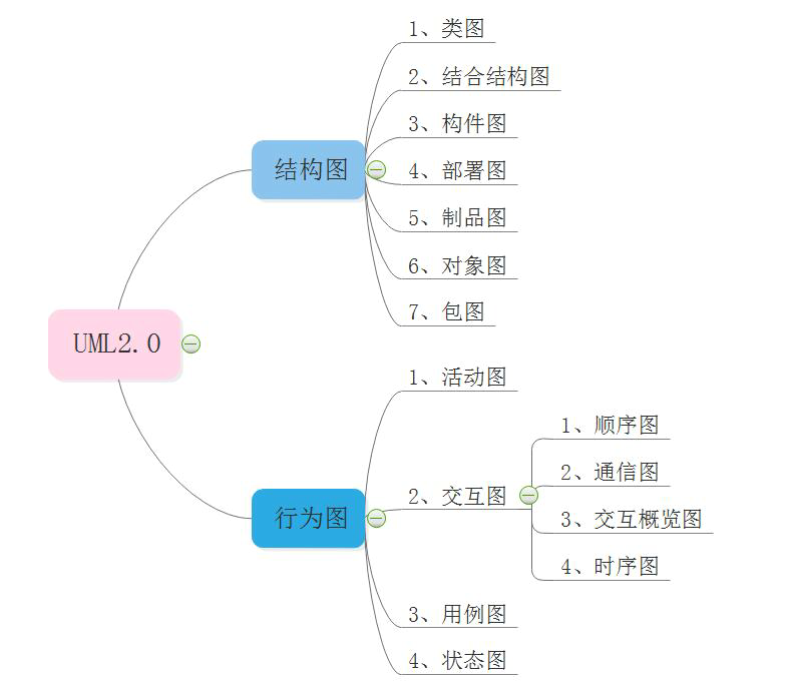 UML2.0
结构图
1、类图
2、结合结构图
3、构件图
4、部署图
5、制品图
6、对象图
7、包图
行为图
1、活动图
2、交互图
1、顺序图
2、通信图
3、交互概览图
4、时序图
3、用例图
4、状态图